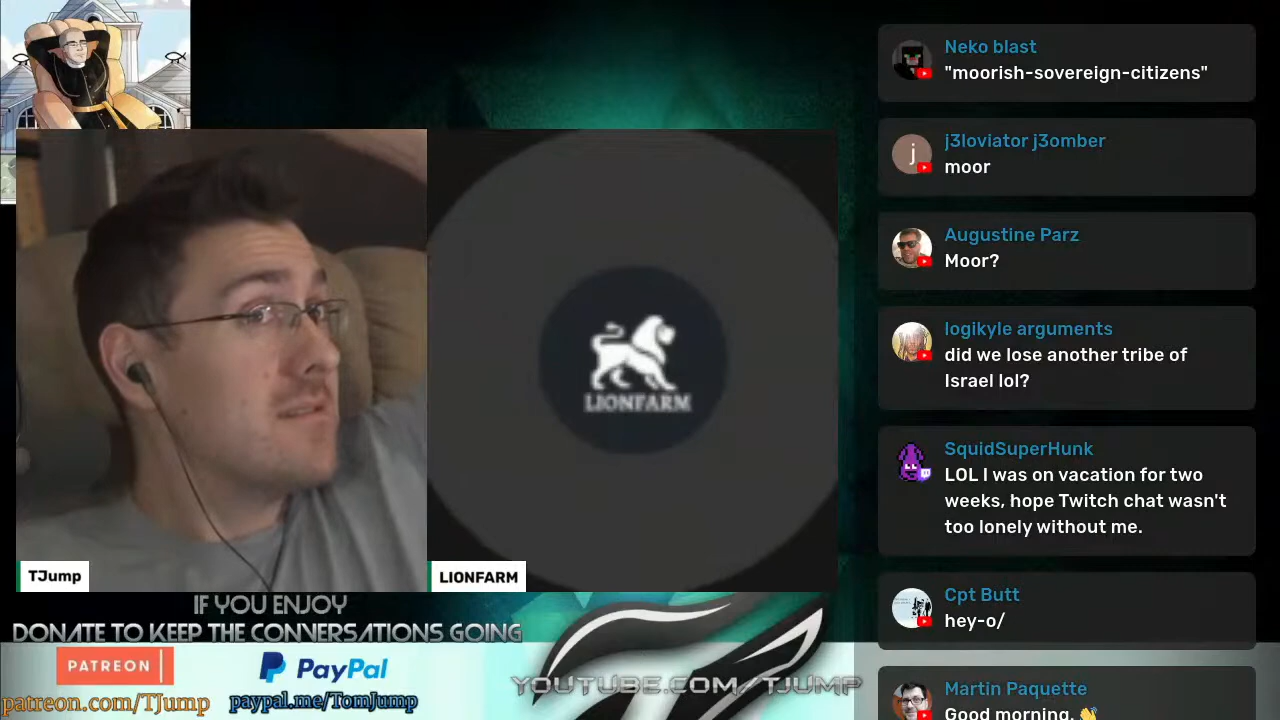 Neko blast
"moorish-sovereign-citizens"
j3loviator j3omber
j
moor
Augustine Parz
Moor?
logikyle arguments
did we lose another tribe of
Israel lol?
SquidSuperHunk
LOL I was on vacation for two
weeks, hope Twitch chat wasn't
too lonely without me.
Cpt Butt
hey-o/
Martin Paquette
Good morning. 👋
LIONFARM
TJump
LIONFARM
IF YOU ENJOY
DONATE TO KEEP THE CONVERSATIONS GOING
PATREON
PayPal
patreon.com/TJump
paypal.me/TomJump
YOUTUBE.COM/TJUMP